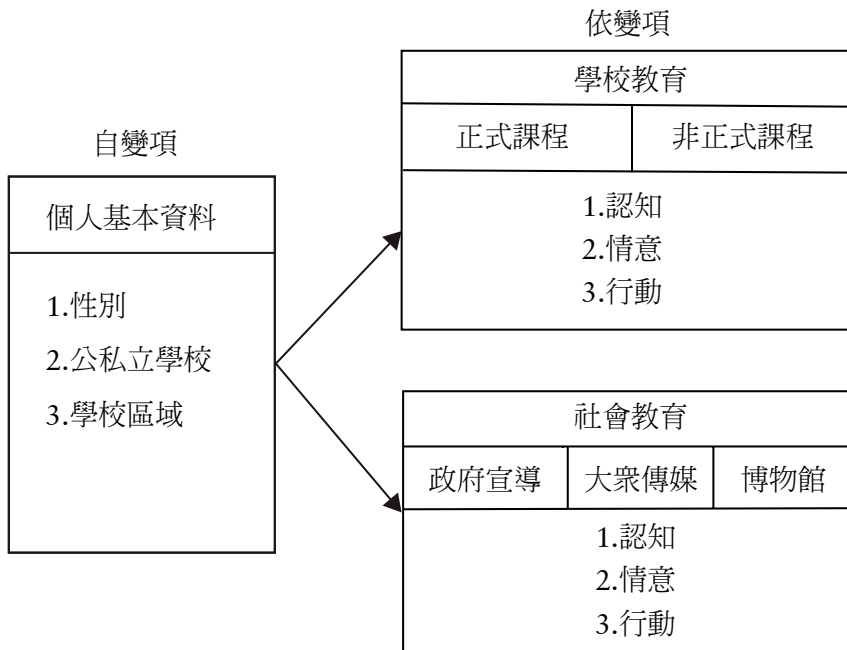 依變項
學校教育
正式課程
非正式課程
1.認知
2.情意
3.行動
自變項
個人基本資料
1.性別
2.公私立學校
3.學校區域
社會教育
政府宣導
大眾傳媒
博物館
1.認知
2.情意
3.行動